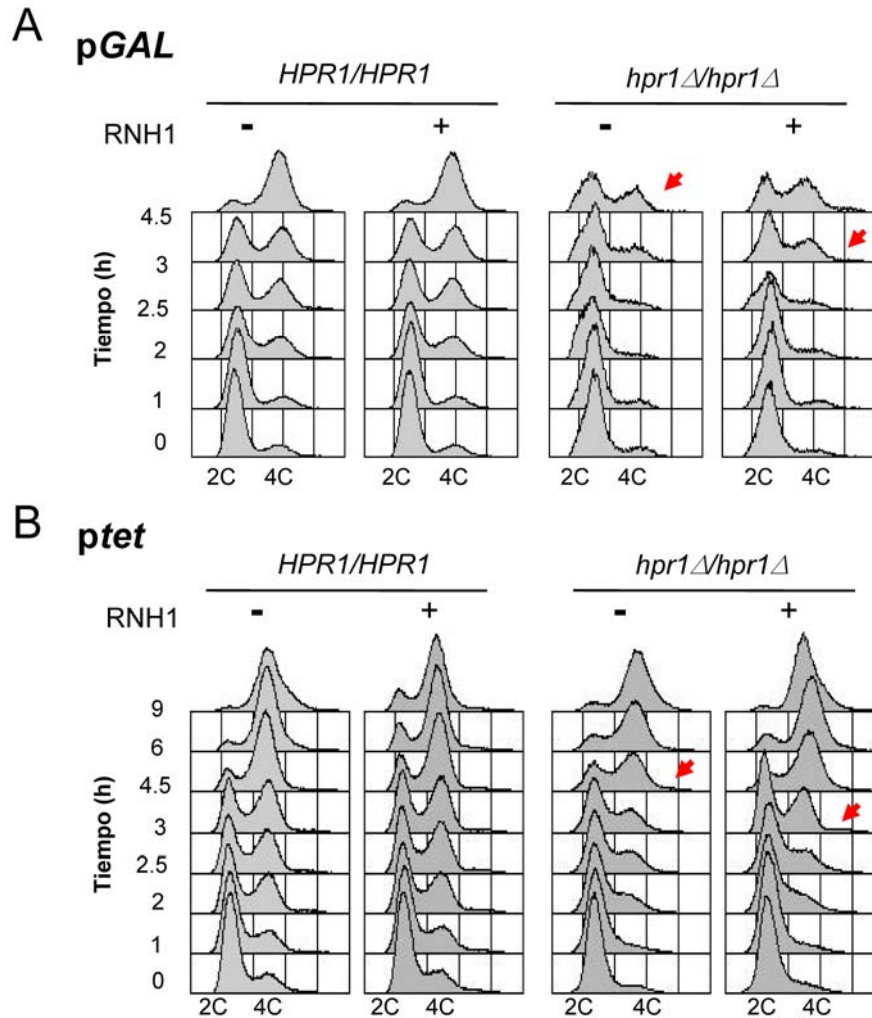 A
pGAL
HPR1/HPR1
hpr1Δ/hpr1Δ
RNH1
- + - +
Tiempo (h)
4.5
3
2.5
2
1
0
2C 4C 2C 4C 2C 4C 2C 4C
B
ptet
HPR1/HPR1
hpr1Δ/hpr1Δ
RNH1
- + - +
Tiempo (h)
9
6
4.5
3
2.5
2
1
0
2C 4C 2C 4C 2C 4C 2C 4C